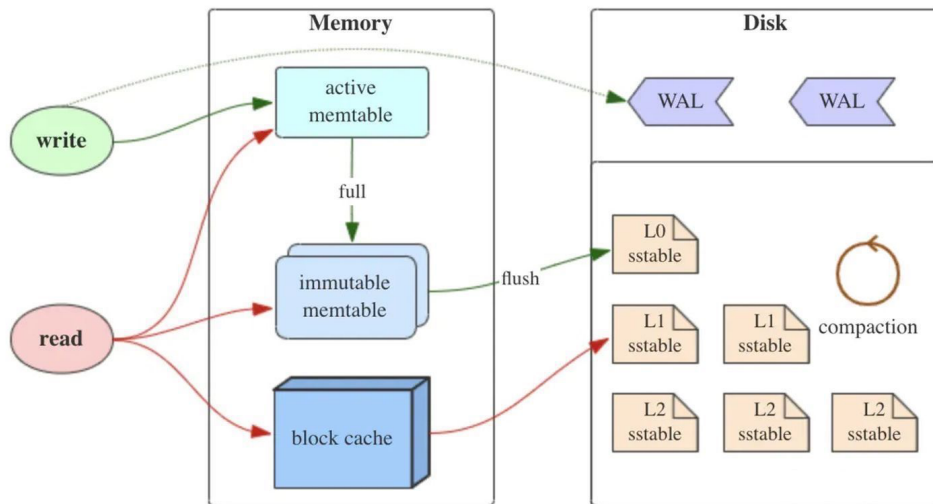 Memory
Disk
active
memtable
WAL
WAL
write
full
L0
sstable
immutable
memtable
flush
compaction
read
L1
sstable
L1
sstable
block cache
L2
sstable
L2
sstable
L2
sstable